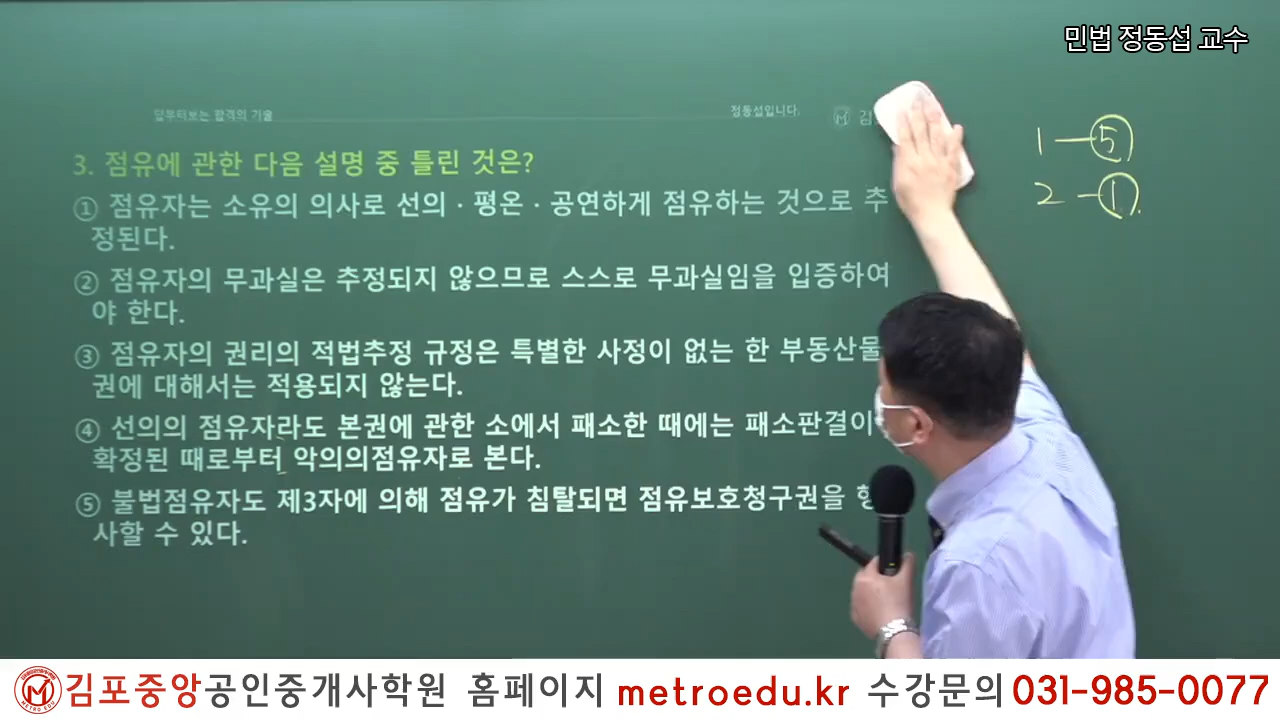 민법 정동섭 교수
답부터보는 합격의 기술
정동섭입니다.
김
1 — ⑤
2 - ①
3. 점유에 관한 다음 설명 중 틀린 것은?
① 점유자는 소유의 의사로 선의 · 평온 · 공연하게 점유하는 것으로 추
정된다.
② 점유자의 무과실은 추정되지 않으므로 스스로 무과실임을 입증하여
야 한다.
③ 점유자의 권리의 적법추정 규정은 특별한 사정이 없는 한 부동산물
권에 대해서는 적용되지 않는다.
④ 선의의 점유자라도 본권에 관한 소에서 패소한 때에는 패소판결이
확정된 때로부터 악의의점유자로 본다.
⑤ 불법점유자도 제3자에 의해 점유가 침탈되면 점유보호청구권을 행
사할 수 있다.
김포중앙공인중개사학원 홈페이지 metroedu.kr 수강문의 031-985-0077